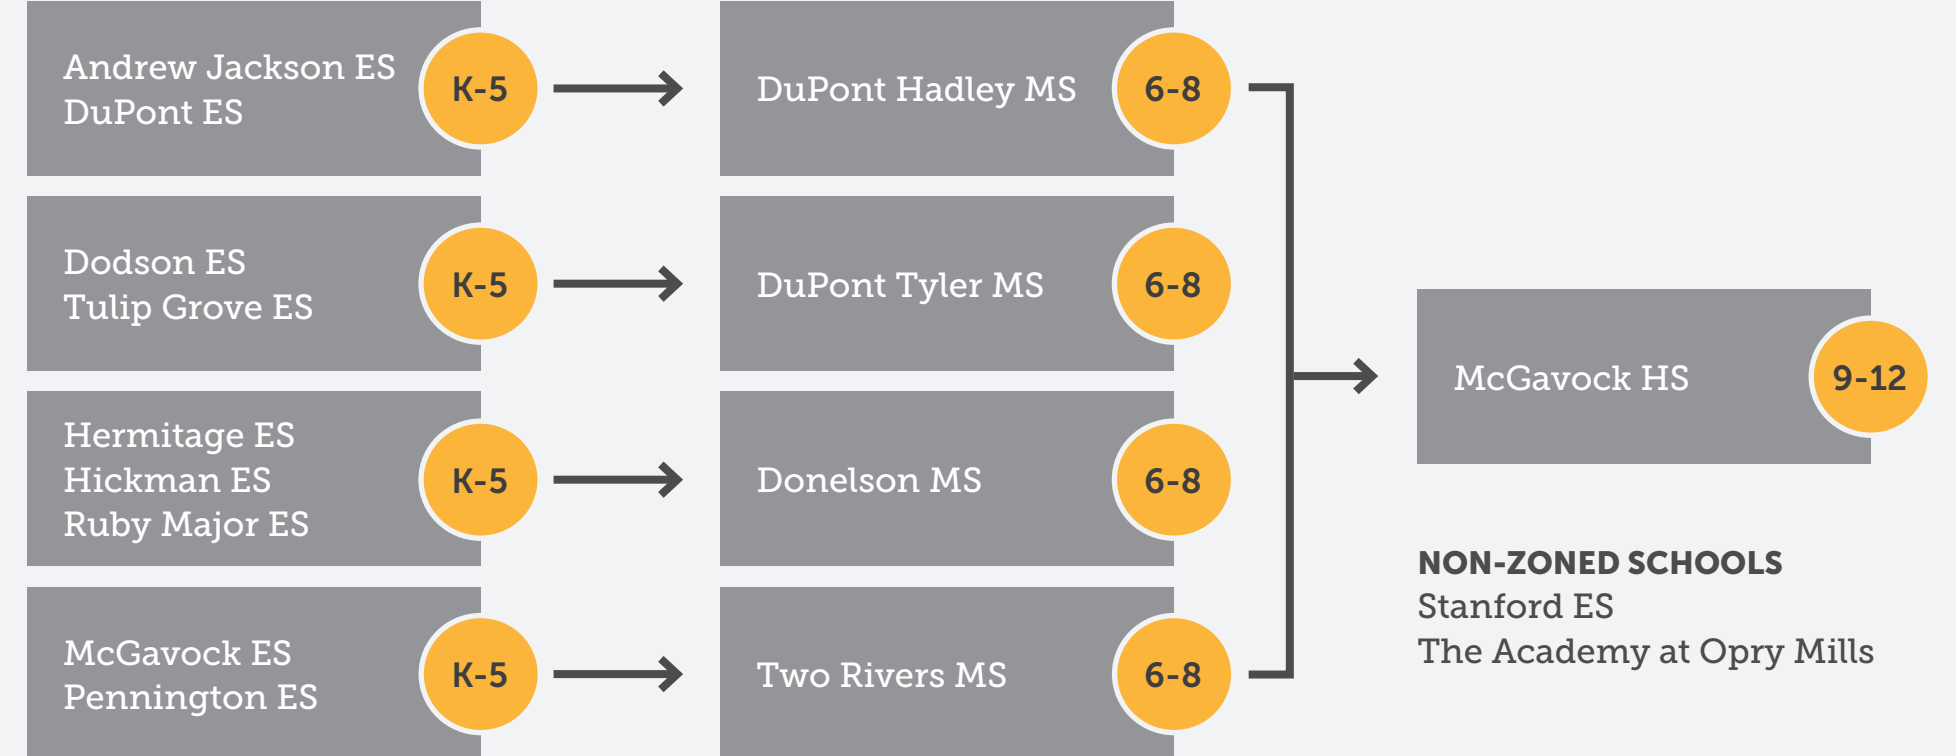 Andrew Jackson ES
DuPont ES
K-5
DuPont Hadley MS
6-8
Dodson ES
Tulip Grove ES
K-5
DuPont Tyler MS
6-8
Hermitage ES
Hickman ES
Ruby Major ES
K-5
Donelson MS
6-8
McGavock ES
Pennington ES
K-5
Two Rivers MS
6-8
McGavock HS
9-12
NON-ZONED SCHOOLS
Stanford ES
The Academy at Opry Mills